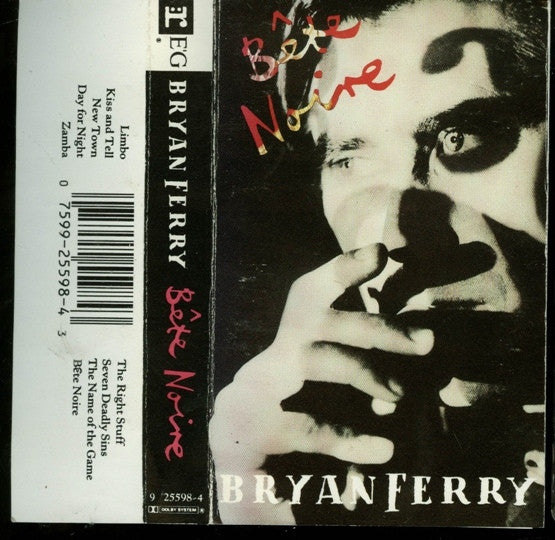 Bête
Noire
BRYAN FERRY
r
E'G
BRYAN FERRY Bête Noire
9 25598-4
DOLBY SYSTEM
Limbo
Kiss and Tell
New Town
Day for Night
Zamba
0 7599-25598-4 3
The Right Stuff
Seven Deadly Sins
The Name of the Game
Bête Noire